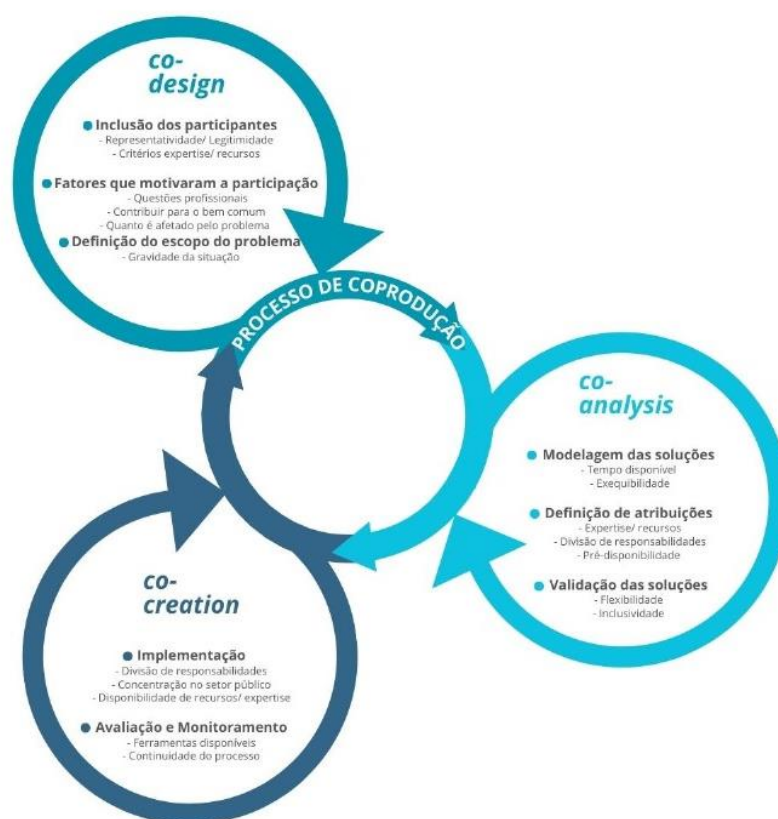 co-
design
Inclusão dos participantes
- Representatividade/ Legitimidade
- Critérios expertise/ recursos
Fatores que motivaram a participação
- Questões profissionais
- Contribuir para o bem comum
- Quanto é afetado pelo problema
Definição do escopo do problema
- Gravidade da situação
PROCESSO DE COPRODUÇÃO
co-
analysis
Modelagem das soluções
- Tempo disponível
- Exequibilidade
Definição de atribuições
- Expertise/ recursos
- Divisão de responsabilidades
- Pré-disponibilidade
Validação das soluções
- Flexibilidade
- Inclusividade
co-
creation
Implementação
- Divisão de responsabilidades
- Concentração no setor público
- Disponibilidade de recursos/ expertise
Avaliação e Monitoramento
- Ferramentas disponíveis
- Continuidade do processo